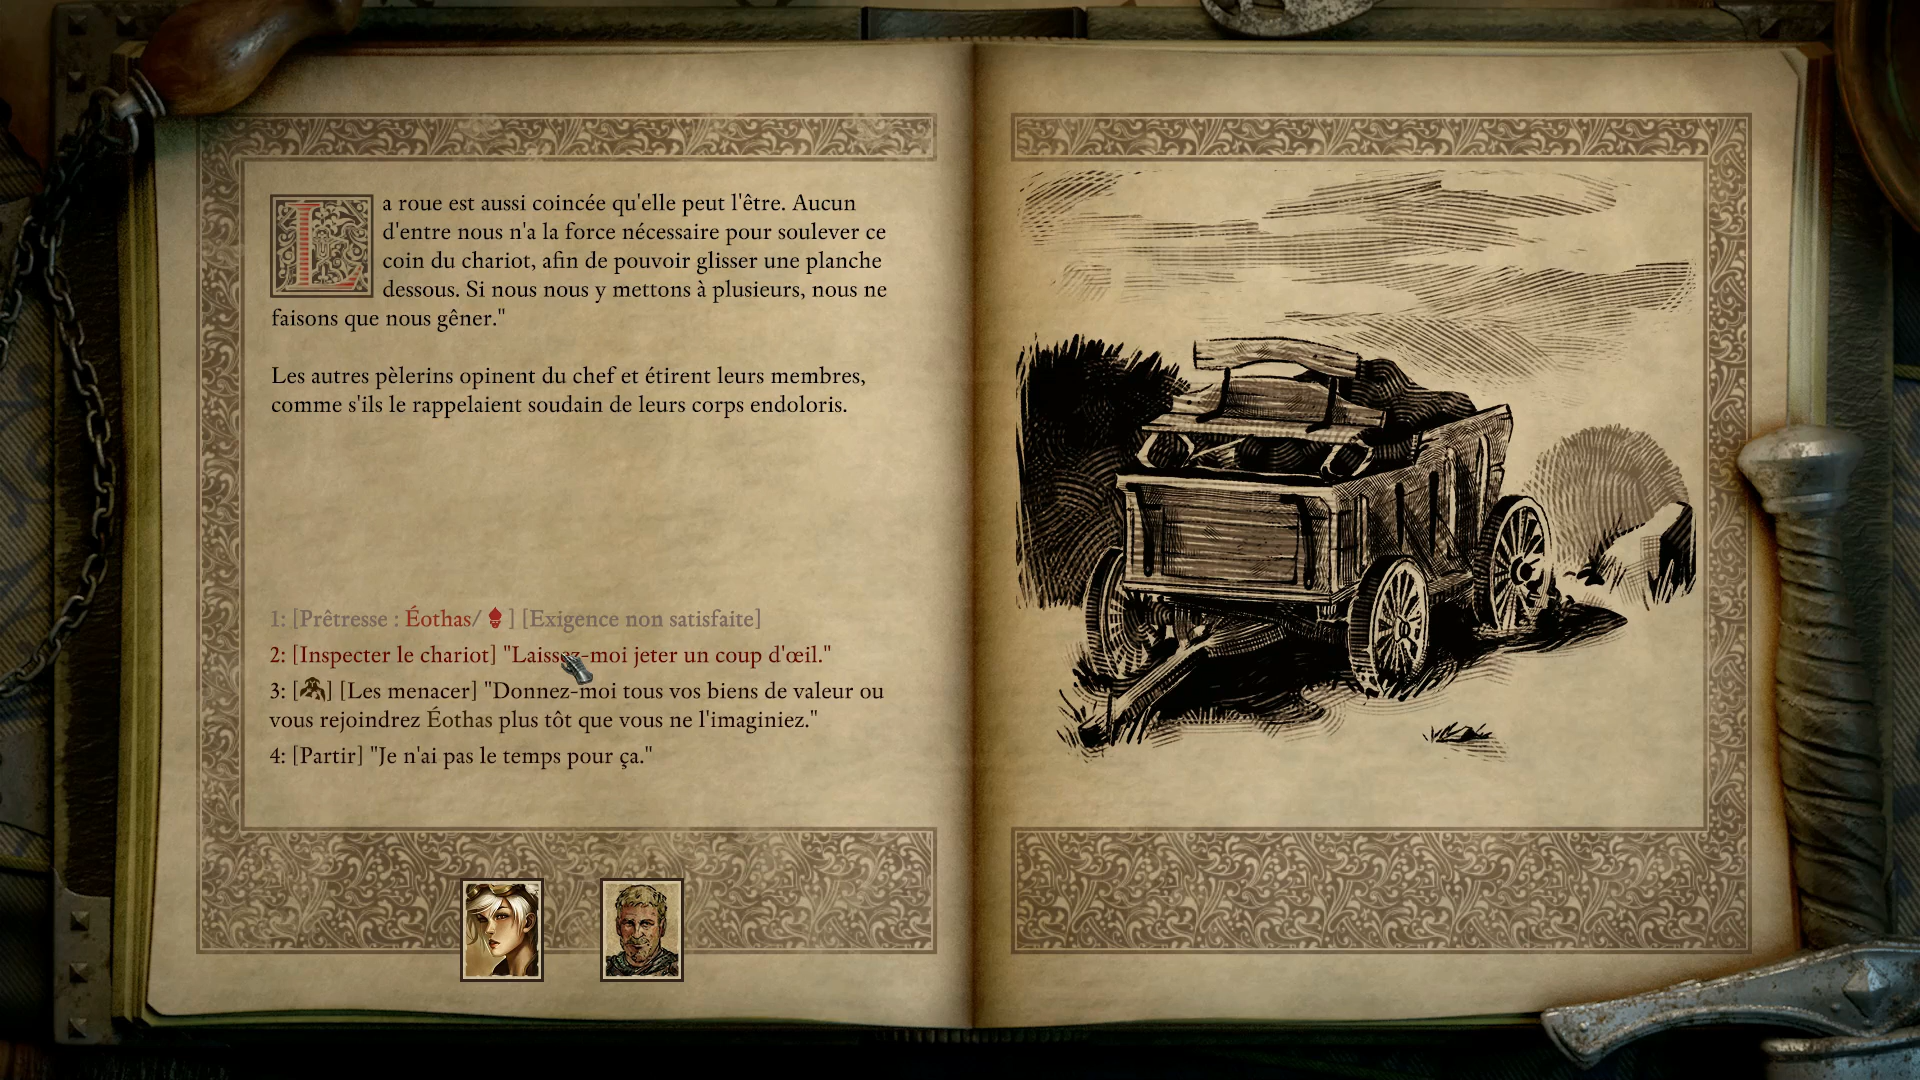 La roue est aussi coincée qu'elle peut l'être. Aucun
d'entre nous n'a la force nécessaire pour soulever ce
coin du chariot, afin de pouvoir glisser une planche
dessous. Si nous nous y mettons à plusieurs, nous ne
faisons que nous gêner."
Les autres pèlerins opinent du chef et étirent leurs membres,
comme s'ils le rappelaient soudain de leurs corps endoloris.
1: [Prêtresse : Éothas/ ] [Exigence non satisfaite]
2: [Inspecter le chariot] "Laissez-moi jeter un coup d'œil."
3: [ ] [Les menacer] "Donnez-moi tous vos biens de valeur ou
vous rejoindrez Éothas plus tôt que vous ne l'imaginiez."
4: [Partir] "Je n'ai pas le temps pour ça."